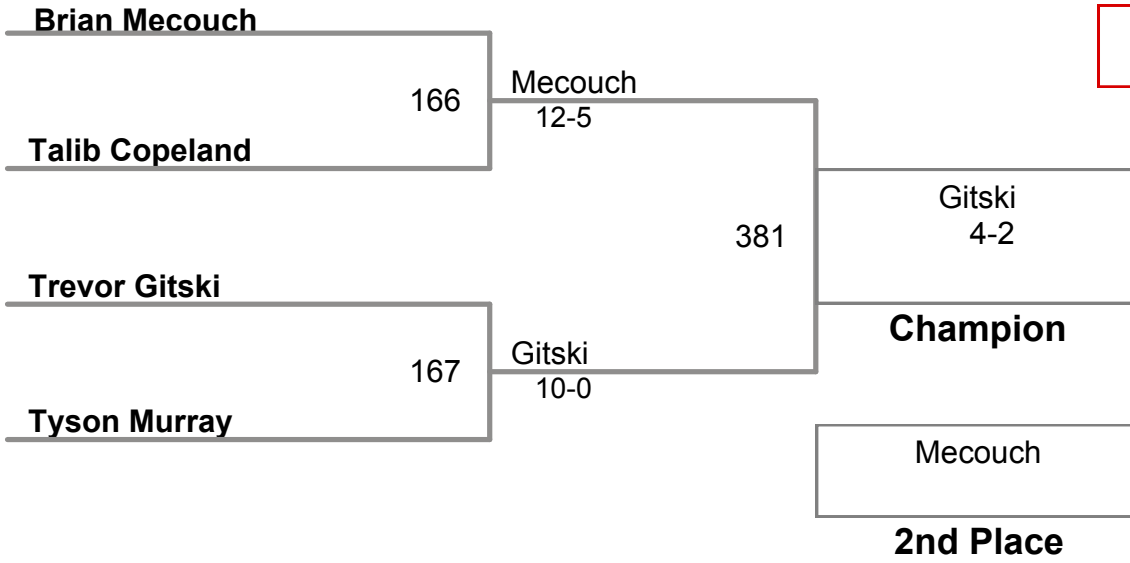 Brian Mecouch
166
Mecouch
12-5
Talib Copeland
381
Gitski
4-2
Trevor Gitski
Champion
167
Gitski
10-0
Tyson Murray
Mecouch
2nd Place